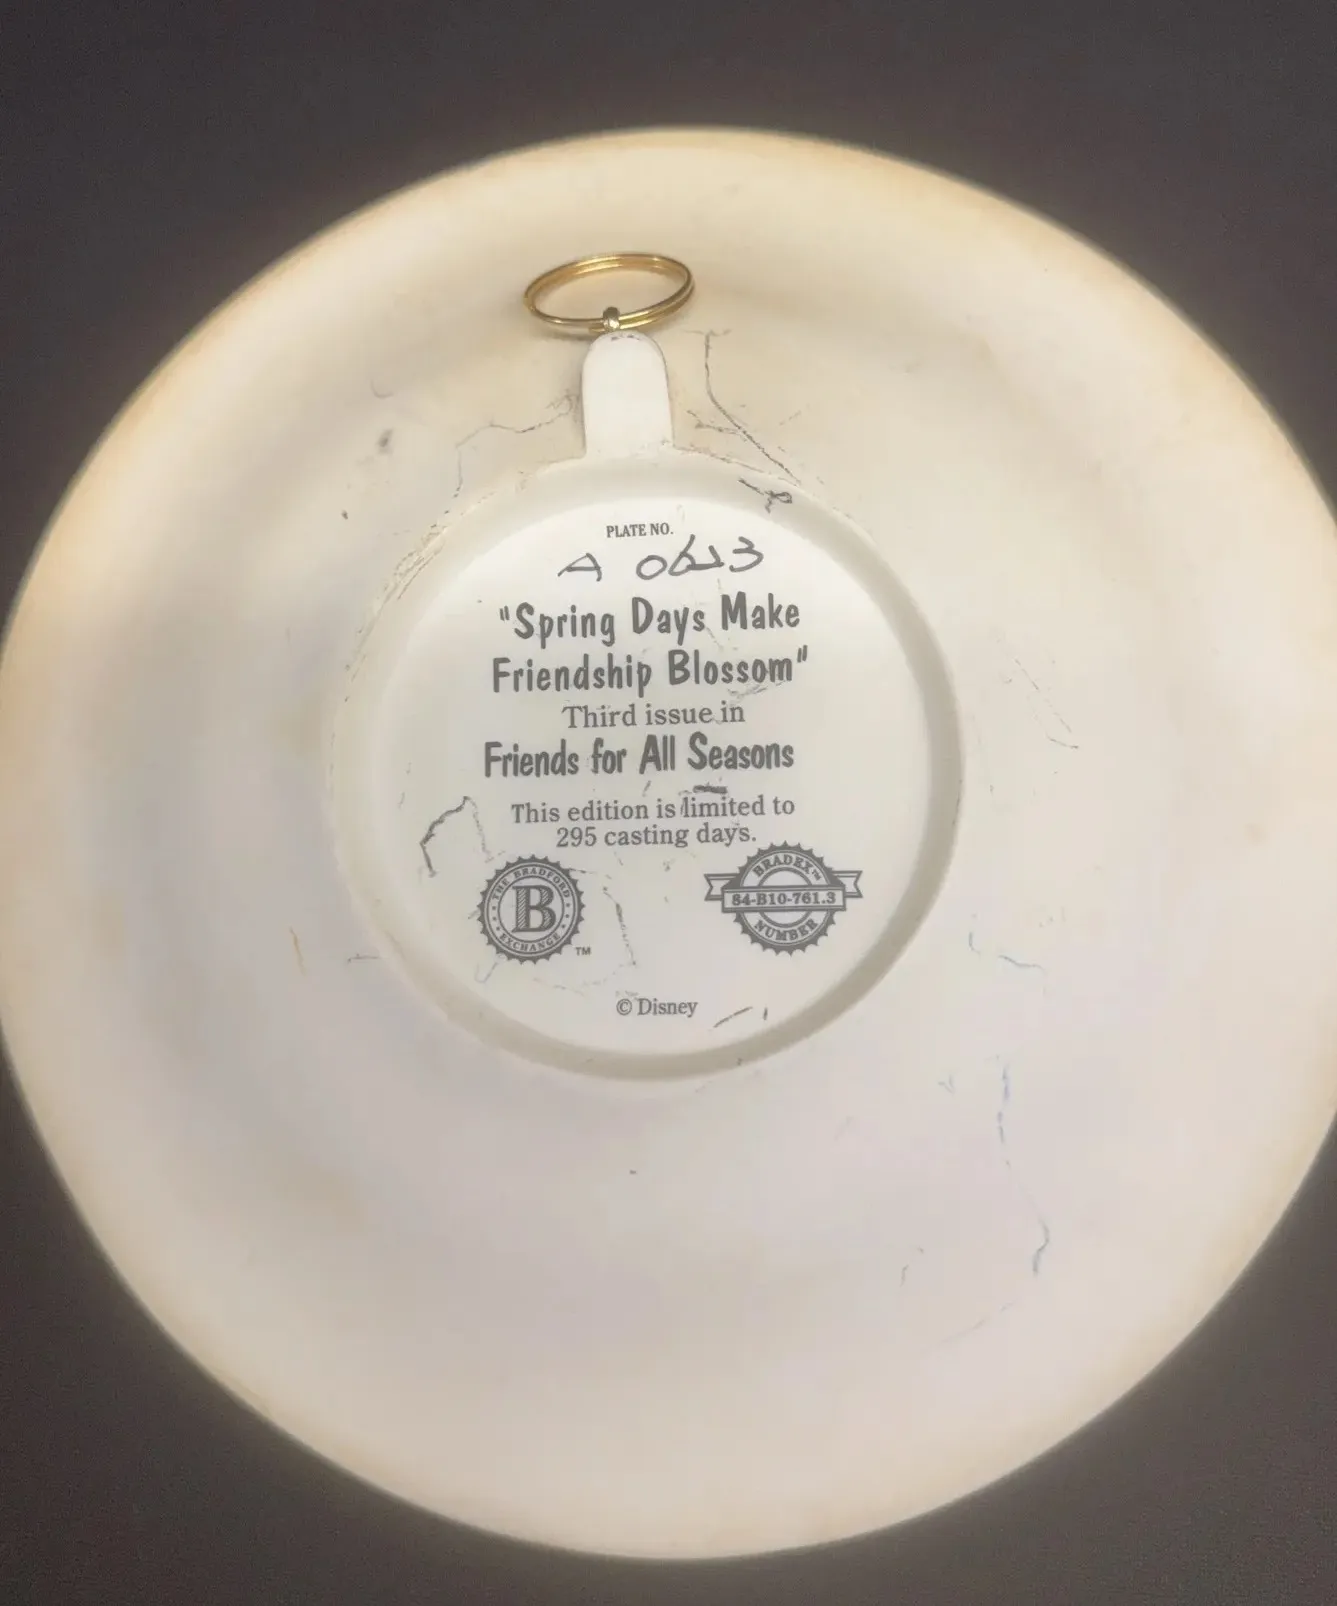 PLATE NO.
A 0613
"Spring Days Make
Friendship Blossom"
Third issue in
Friends for All Seasons
This edition is limited to
295 casting days.
THE BRADFORD
B
EXCHANGE
TM
BRADEX™
84-B10-761.3
NUMBER
© Disney